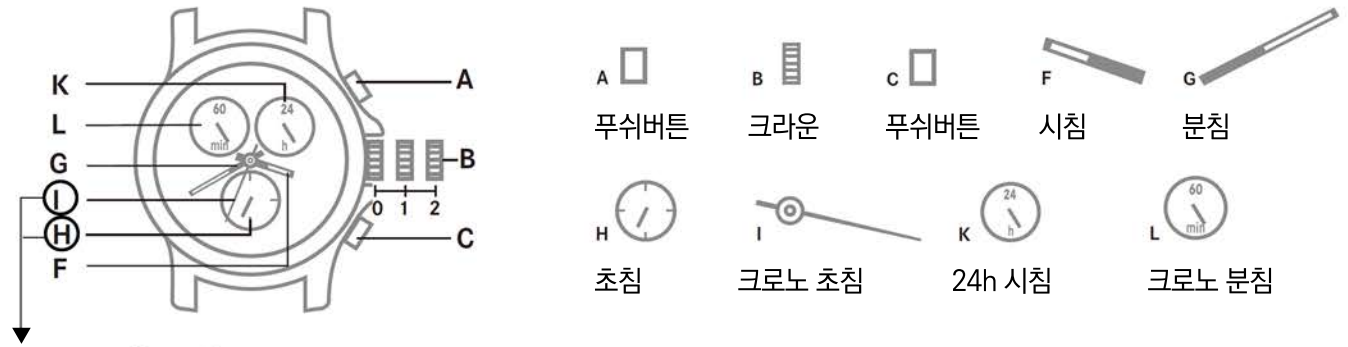 K
L
G
I
H
F
60
min
24
h
0 1 2
A
B
C
A B C F G
푸쉬버튼 크라운 푸쉬버튼 시침 분침
24
h
60
min
H I K L
초침 크로노 초침 24h 시침 크로노 분침